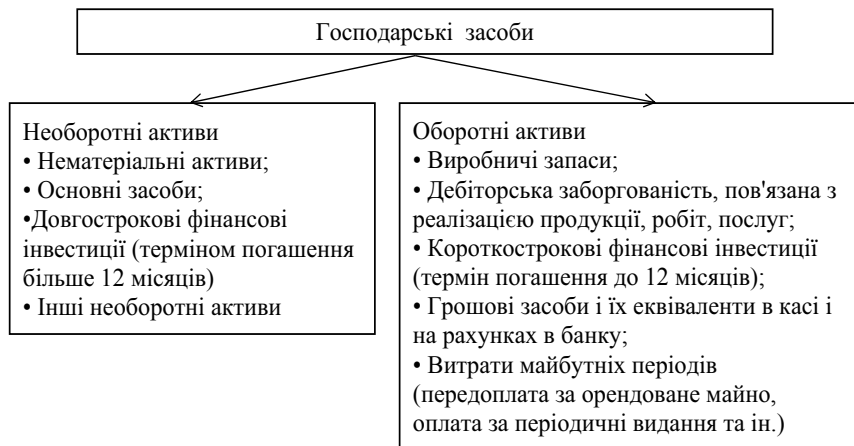 Господарські засоби
Необоротні активи
• Нематеріальні активи;
• Основні засоби;
•Довгострокові фінансові
інвестиції (терміном погашення
більше 12 місяців)
• Інші необоротні активи
Оборотні активи
• Виробничі запаси;
• Дебіторська заборгованість, пов'язана з
реалізацією продукції, робіт, послуг;
• Короткострокові фінансові інвестиції
(термін погашення до 12 місяців);
• Грошові засоби і їх еквіваленти в касі і
на рахунках в банку;
• Витрати майбутніх періодів
(передоплата за орендоване майно,
оплата за періодичні видання та ін.)